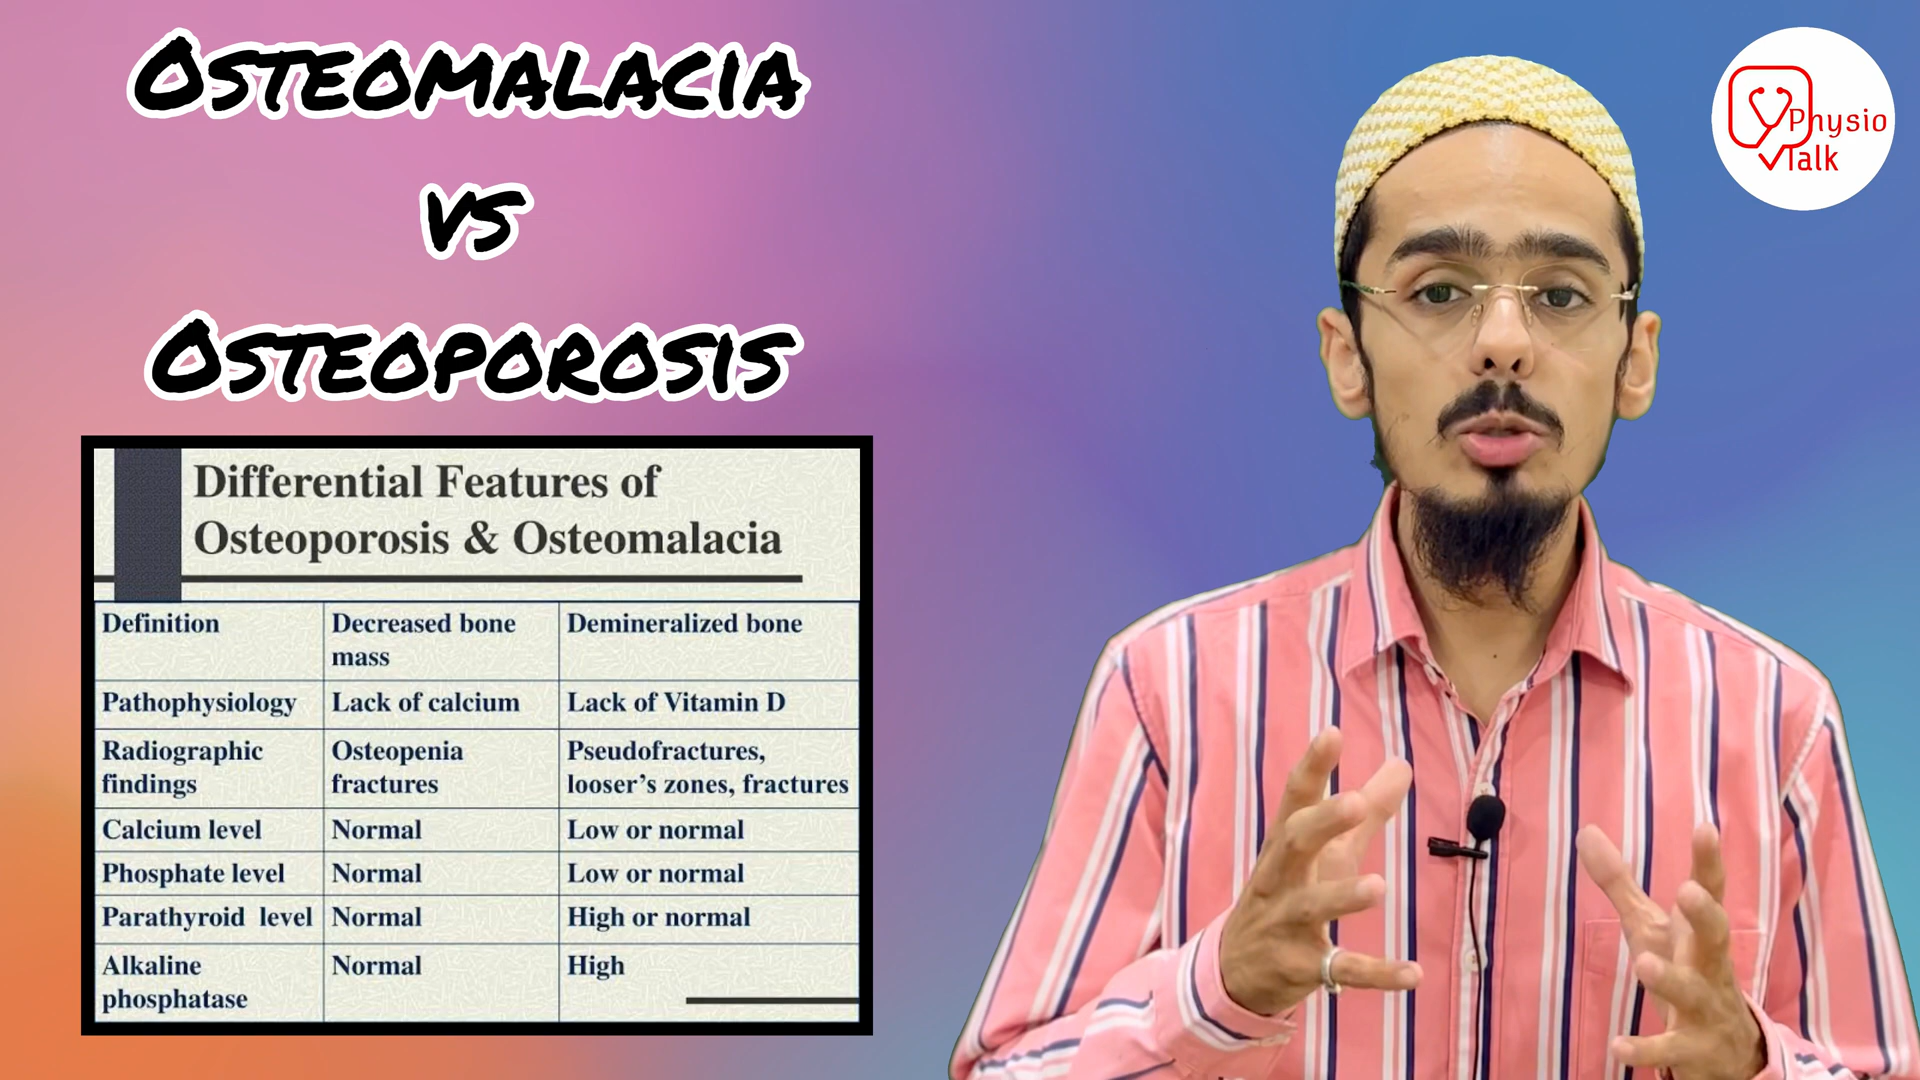 OSTEOMALACIA
VS
OSTEOPOROSIS
Physio
Talk
Differential Features of
Osteoporosis & Osteomalacia
Definition
Decreased bone
mass
Demineralized bone
Pathophysiology
Lack of calcium
Lack of Vitamin D
Radiographic
findings
Osteopenia
fractures
Pseudofractures,
looser's zones, fractures
Calcium level
Normal
Low or normal
Phosphate level
Normal
Low or normal
Parathyroid level
Normal
High or normal
Alkaline
phosphatase
Normal
High